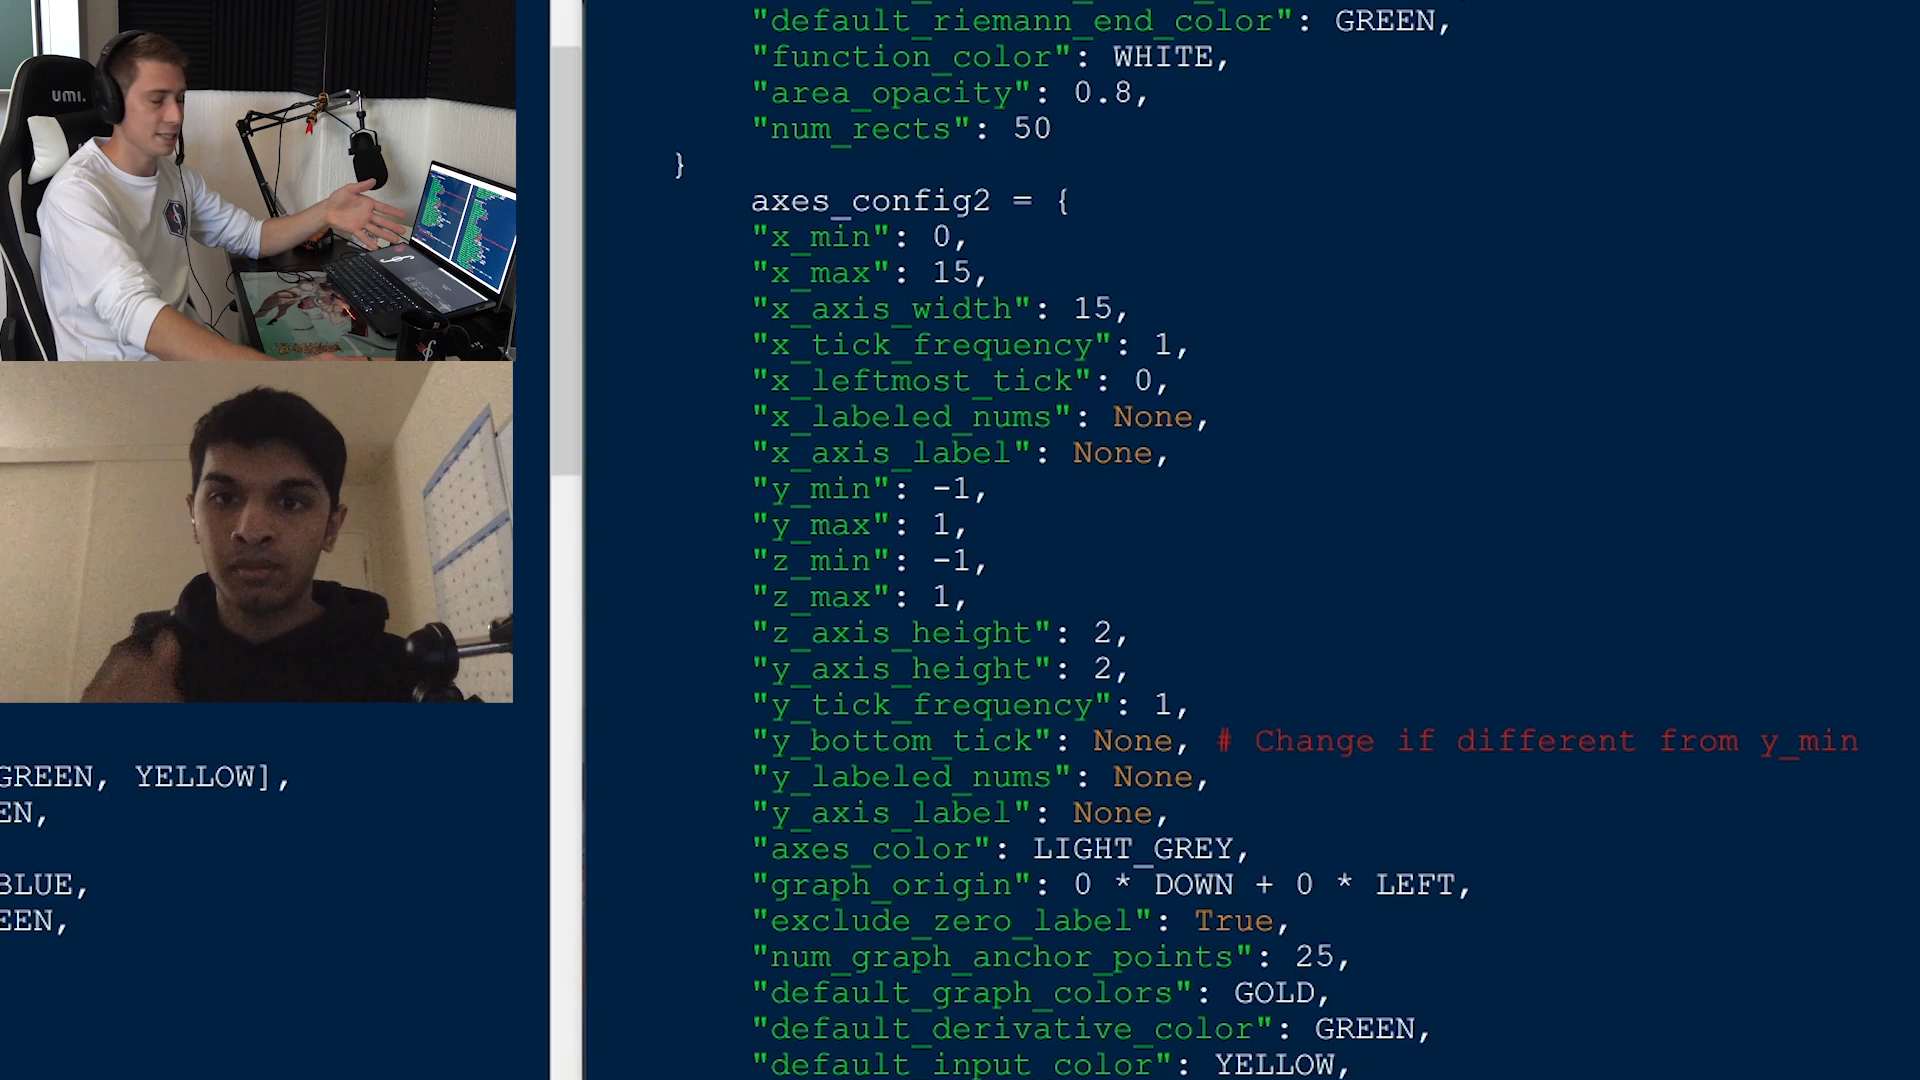 umi.
"default_riemann_end_color": GREEN,
"function_color": WHITE,
"area_opacity": 0.8,
"num_rects": 50
}
axes_config2 = {
"x_min": 0,
"x_max": 15,
"x_axis_width": 15,
"x_tick_frequency": 1,
"x_leftmost_tick": 0,
"x_labeled_nums": None,
"x_axis_label": None,
"y_min": -1,
"y_max": 1,
"z_min": -1,
"z_max": 1,
"z_axis_height": 2,
"y_axis_height": 2,
"y_tick_frequency": 1,
"y_bottom_tick": None, # Change if different from y_min
"y_labeled_nums": None,
"y_axis_label": None,
"axes_color": LIGHT_GREY,
"graph_origin": 0 * DOWN + 0 * LEFT,
"exclude_zero_label": True,
"num_graph_anchor_points": 25,
"default_graph_colors": GOLD,
"default_derivative_color": GREEN,
"default_input_color": YELLOW,
GREEN, YELLOW],
EN,
BLUE,
EEN,